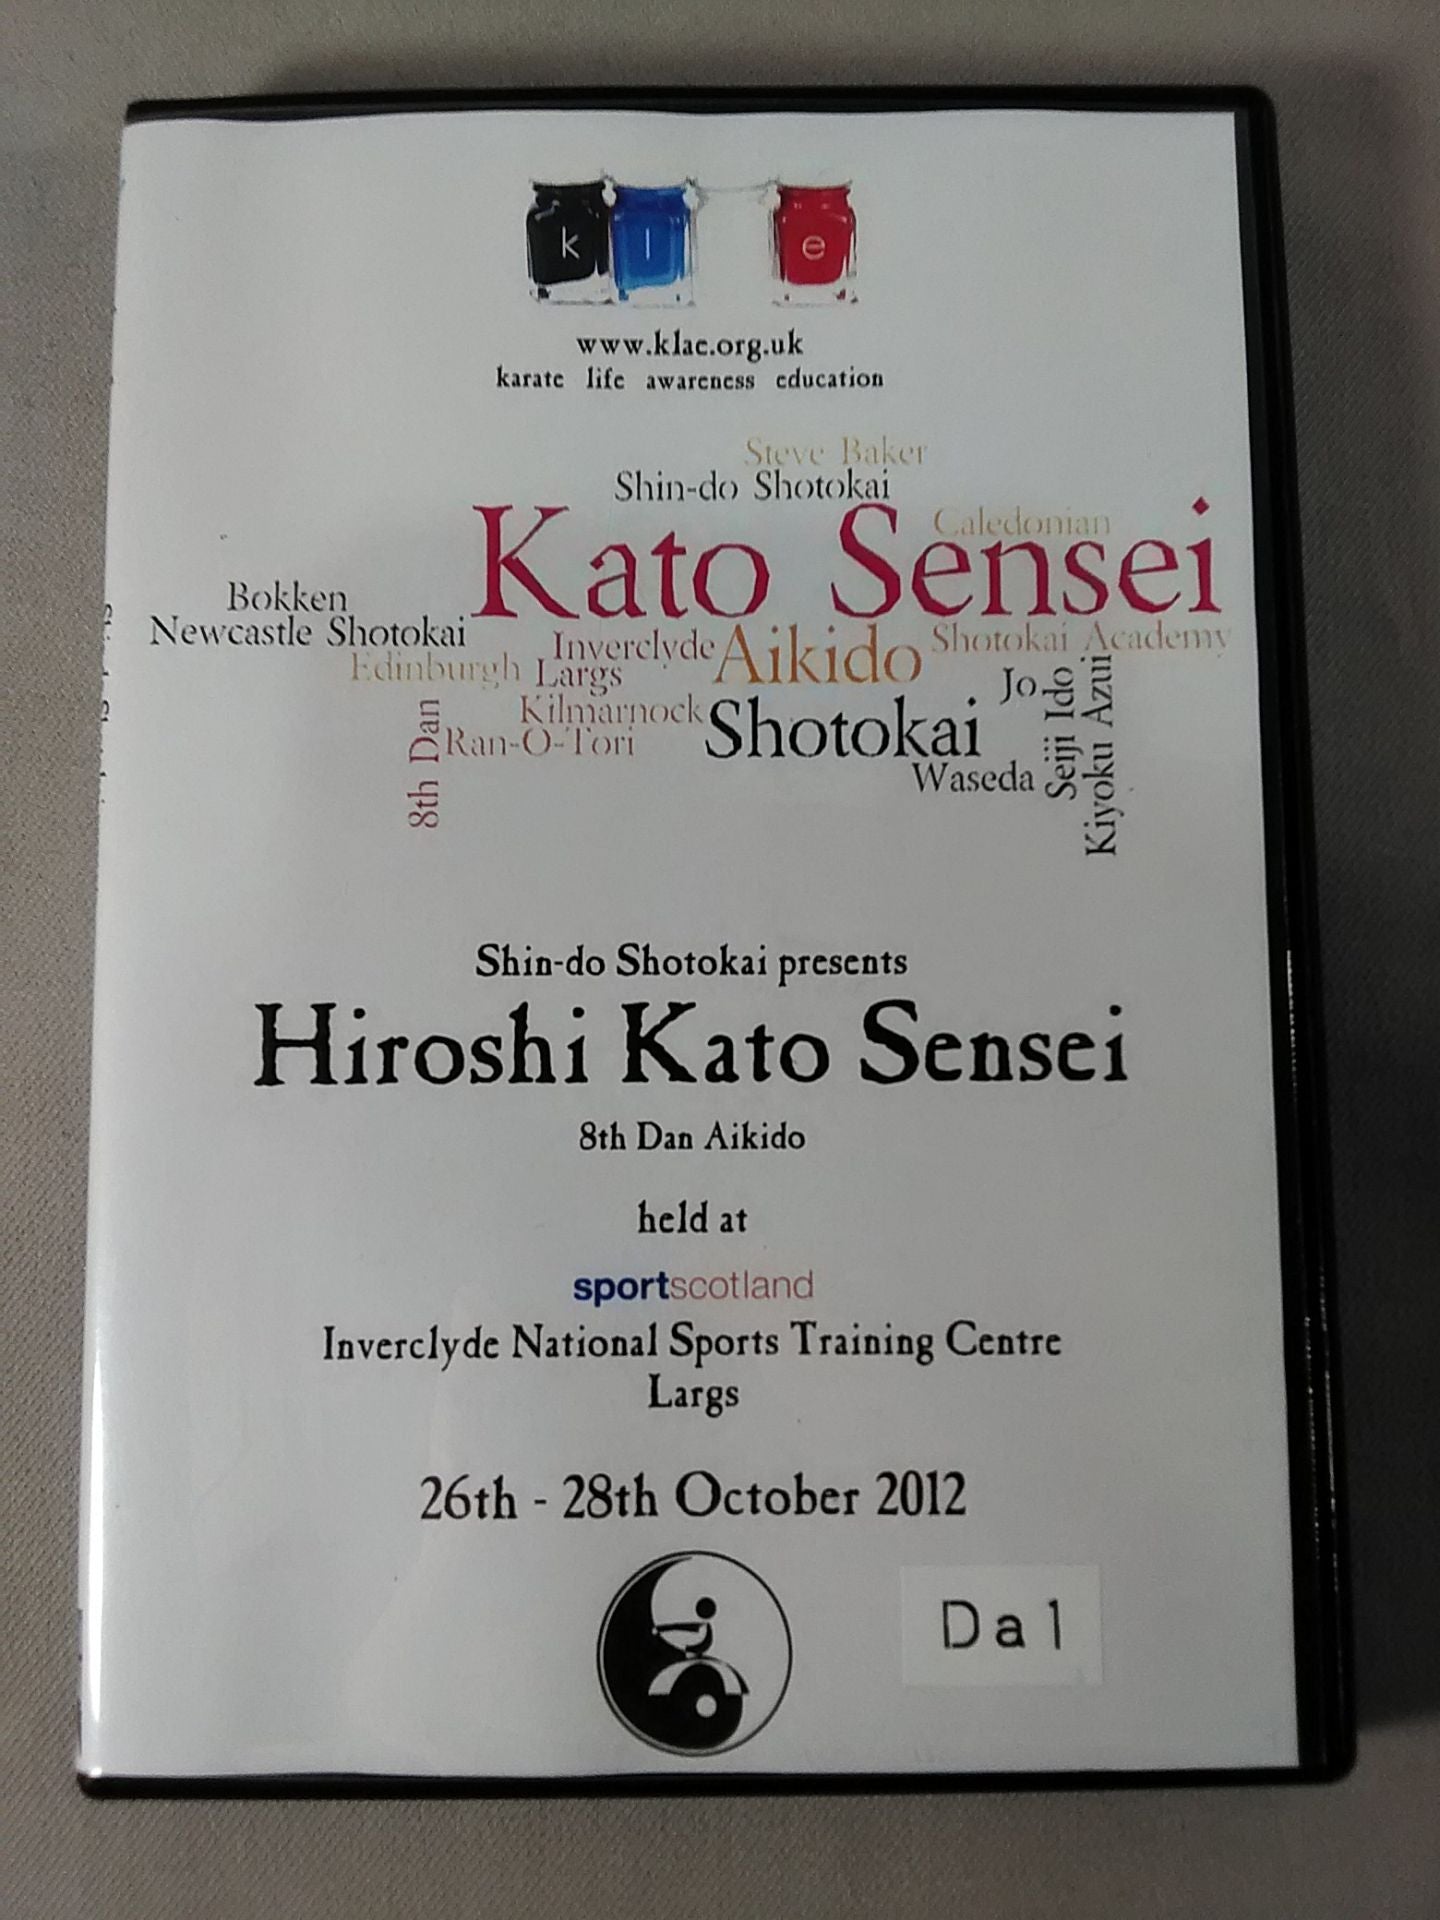 k l e
www.klae.org.uk
karate life awareness education
Steve Baker
Shin-do Shotokai
Caledonian
Kato Sensei
Bokken
Newcastle Shotokai
Inverclyde
Aikido
Shotokai Academy
Edinburgh
Largs
Jo
Seiji Ido
Kiyoku Azui
8th Dan
Kilmarnock
Ran-O-Tori
Shotokai
Waseda
Shin-do Shotokai presents
Hiroshi Kato Sensei
8th Dan Aikido
held at
sportscotland
Inverclyde National Sports Training Centre
Largs
26th - 28th October 2012
Da1